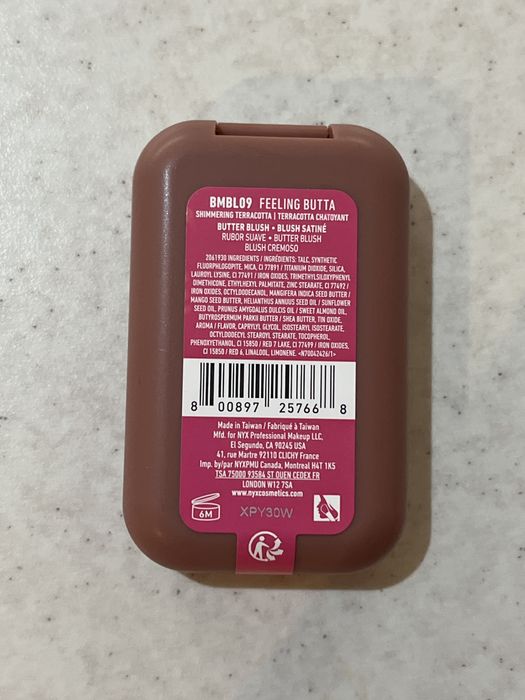 BMBL09 FEELING BUTTA
SHIMMERING TERRACOTTA | TERRACOTTA CHATOYANT
BUTTER BLUSH • BLUSH SATINÉ
RUBOR SUAVE • BUTTER BLUSH
BLUSH CREMOSO
2061930 INGREDIENTS / INGRÉDIENTS: TALC, SYNTHETIC
FLUORPHLOGOPITE, MICA, CI 77891 / TITANIUM DIOXIDE, SILICA,
LAUROYL LYSINE, CI 77491 / IRON OXIDES, TRIMETHYLSILOXYPHENYL
DIMETHICONE, ETHYLHEXYL PALMITATE, ZINC STEARATE, CI 77492 /
IRON OXIDES, OCTYLDODECANOL, MANGIFERA INDICA SEED BUTTER /
MANGO SEED BUTTER, HELIANTHUS ANNUUS SEED OIL / SUNFLOWER
SEED OIL, PRUNUS AMYGDALUS DULCIS OIL / SWEET ALMOND OIL,
BUTYROSPERMUM PARKII BUTTER / SHEA BUTTER, TIN OXIDE,
AROMA / FLAVOR, CAPRYLYL GLYCOL, ISOSTEARYL ISOSTEARATE,
OCTYLDODECYL STEAROYL STEARATE, TOCOPHEROL,
PHENOXYETHANOL, CI 15850 / RED 7 LAKE, CI 77499 / IRON OXIDES,
CI 15850 / RED 6, LINALOOL, LIMONENE. <N70042426/1>
8 00897 25766 8
Made in Taiwan / Fabriqué à Taiwan
Mfd. for NYX Professional Makeup LLC,
El Segundo, CA 90245 USA
41, rue Martre 92110 CLICHY France
Imp. by/par NYXPMU Canada, Montreal H4T 1K5
TSA 75000 93584 ST OUEN CEDEX FR
LONDON W12 7SA
www.nyxcosmetics.com
6M
XPY30W